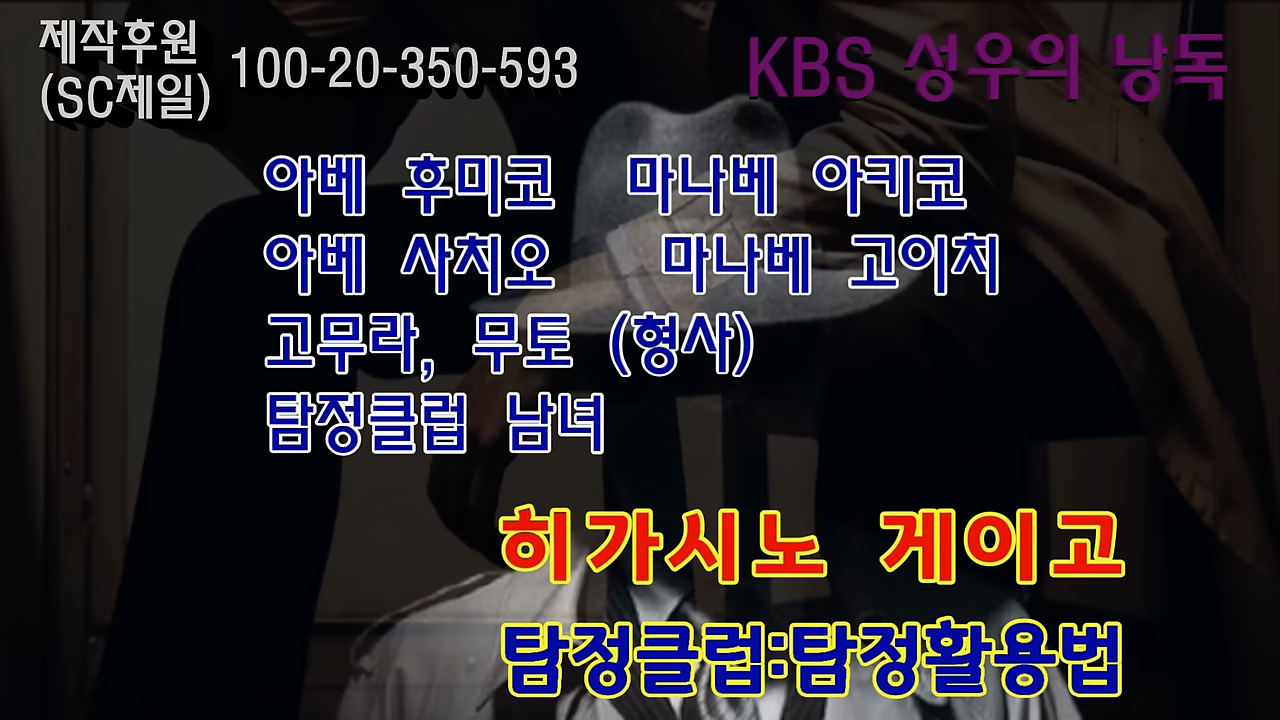 제작후원
(SC제일)
100-20-350-593
KBS 성우의 낭독
아베 후미코 마나베 아키코
아베 사치오 마나베 고이치
고무라, 무토 (형사)
탐정클럽 남녀
히가시노 게이고
탐정클럽:탐정활용법